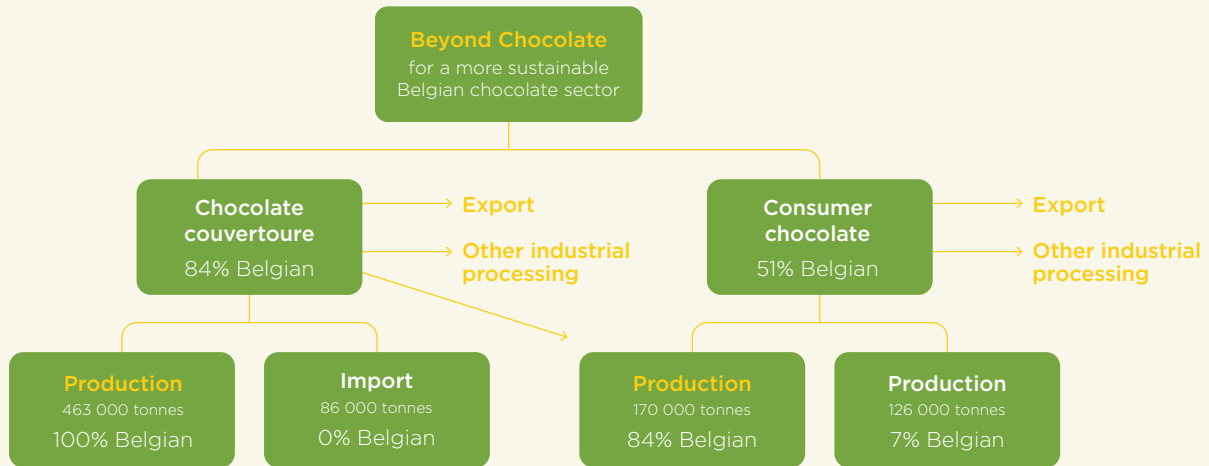 Beyond Chocolate
for a more sustainable
Belgian chocolate sector
Chocolate
couvertoure
84% Belgian
Export
Other industrial
processing
Consumer
chocolate
51% Belgian
Export
Other industrial
processing
Production
463 000 tonnes
100% Belgian
Import
86 000 tonnes
0% Belgian
Production
170 000 tonnes
84% Belgian
Production
126 000 tonnes
7% Belgian